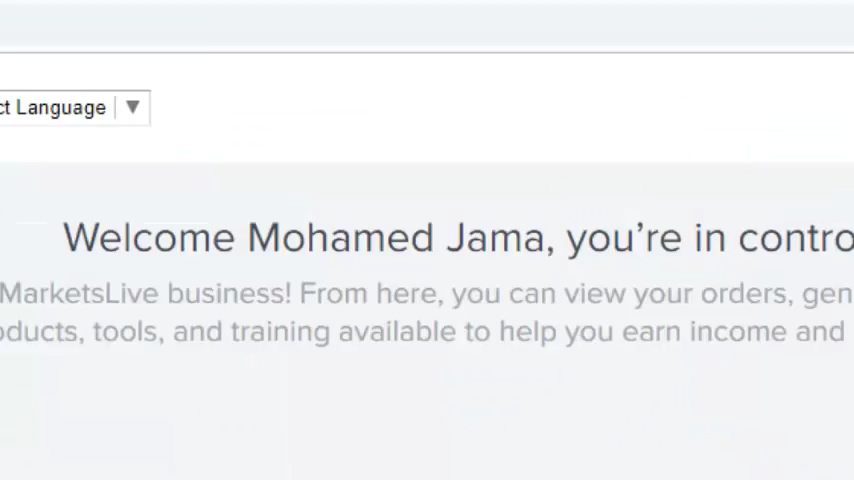 ct Language ▼
Welcome Mohamed Jama, you're in contro
MarketsLive business! From here, you can view your orders, gen
oducts, tools, and training available to help you earn income and